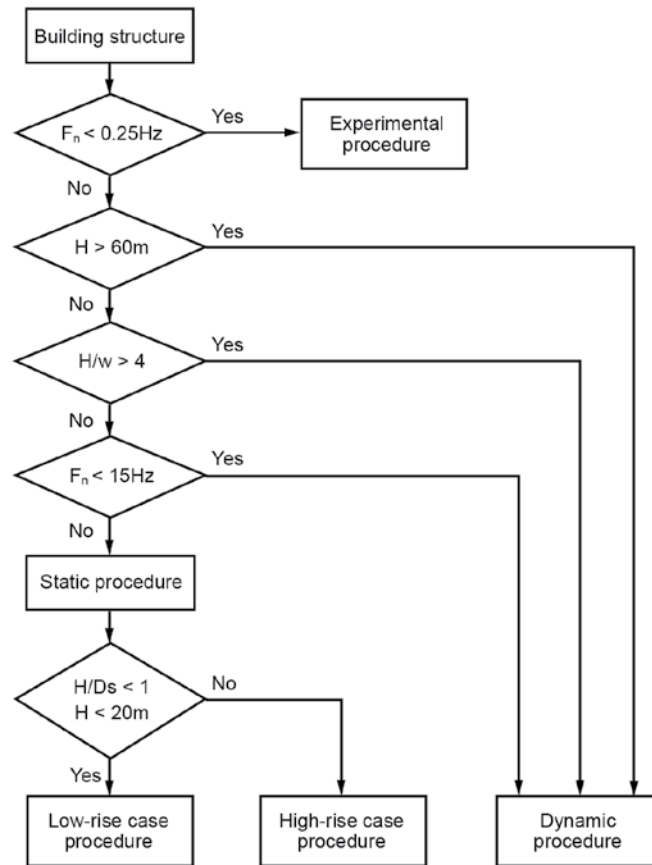 Building structure
Fₙ < 0.25Hz
Yes
Experimental
procedure
No
H > 60m
Yes
No
H/w > 4
Yes
No
Fₙ < 15Hz
Yes
No
Static procedure
H/Ds < 1
H < 20m
No
Yes
Low-rise case
procedure
High-rise case
procedure
Dynamic
procedure